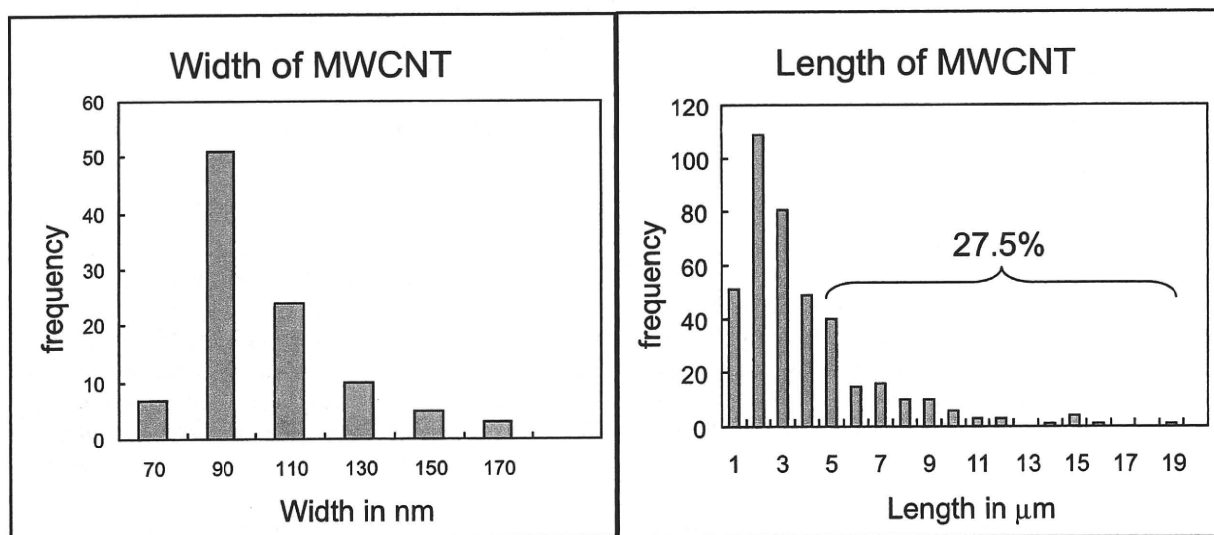 Width of MWCNT
60
50
40
30
20
10
0
frequency
70 90 110 130 150 170
Width in nm
Length of MWCNT
120
100
80
60
40
20
0
frequency
27.5%
1 3 5 7 9 11 13 15 17 19
Length in μm